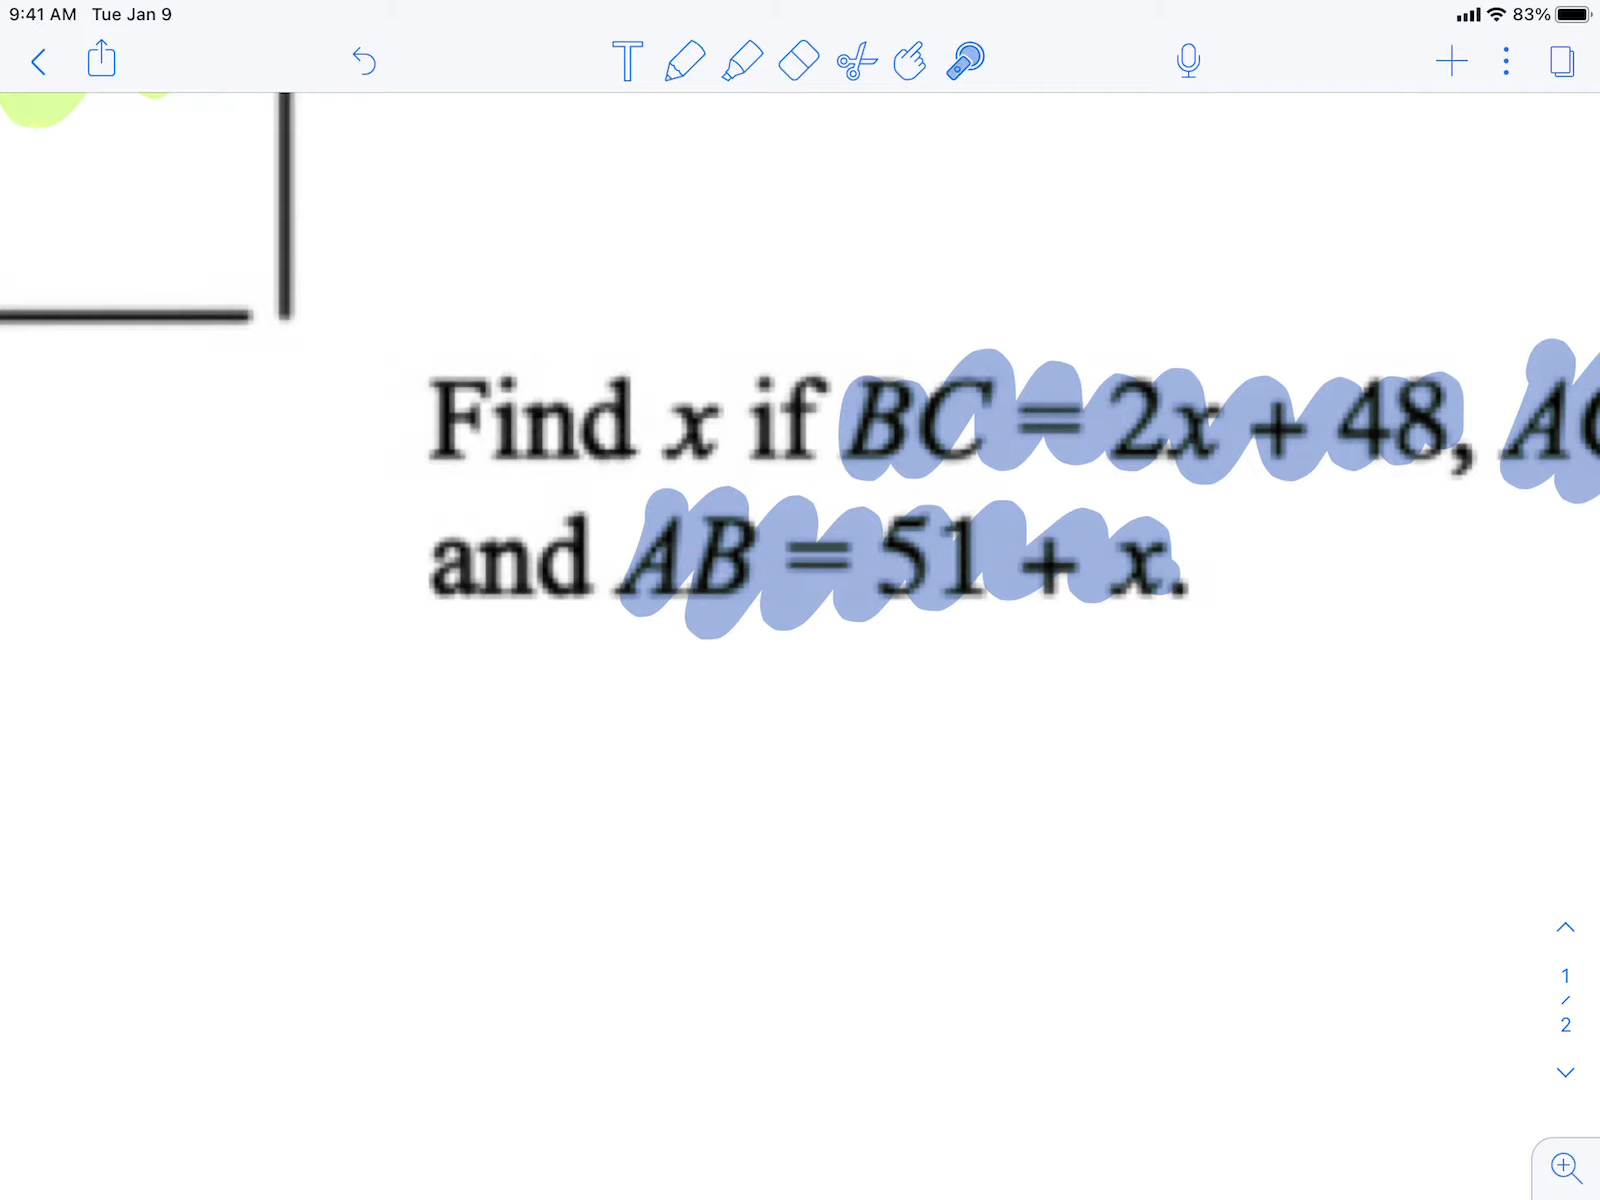 9:41 AM Tue Jan 9 83%
T
Find x if BC = 2x + 48,
and AB = 51 + x.
1
/
2